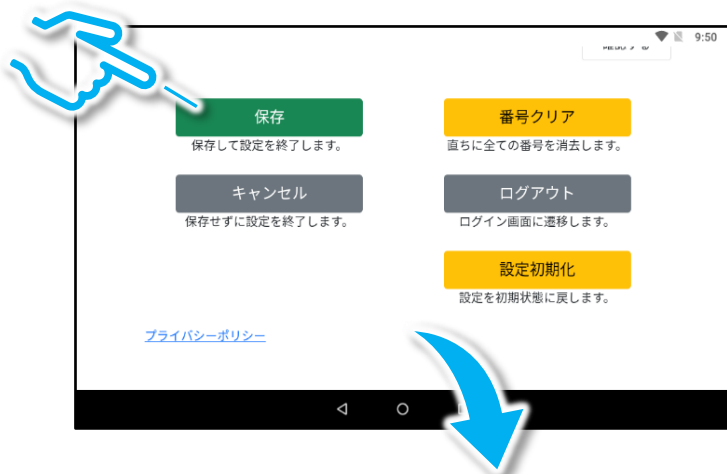 9:50
保存
番号クリア
保存して設定を終了します。
直ちに全ての番号を消去します。
キャンセル
ログアウト
保存せずに設定を終了します。
ログイン画面に遷移します。
設定初期化
設定を初期状態に戻します。
プライバシーポリシー